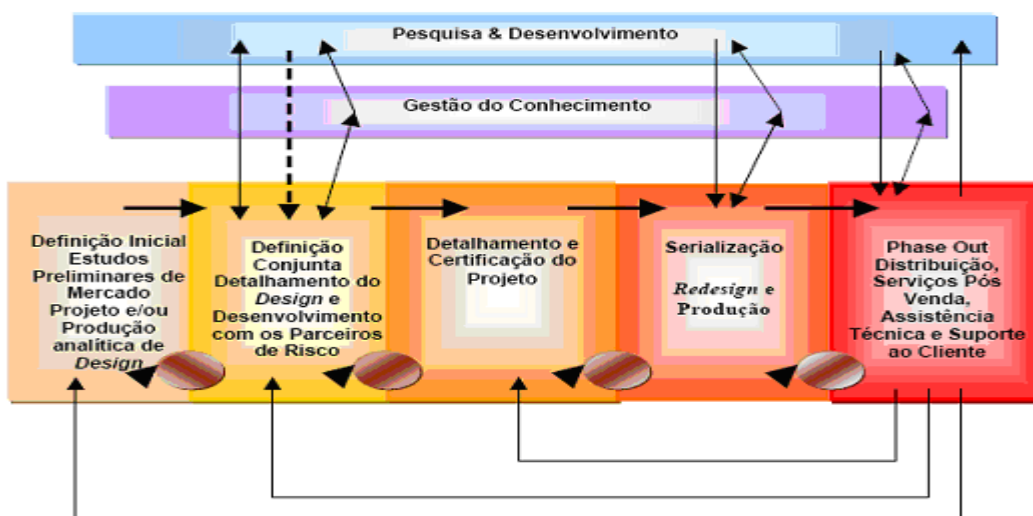 Pesquisa & Desenvolvimento
Gestão do Conhecimento
Definição Inicial
Estudos
Preliminares de
Mercado
Projeto e/ou
Produção
analítica de
Design
Definição
Conjunta
Detalhamento do
Design e
Desenvolvimento
com os Parceiros
de Risco
Detalhamento e
Certificação do
Projeto
Serialização
Redesign e
Produção
Phase Out
Distribuição,
Serviços Pós
Venda,
Assistência
Técnica e Suporte
ao Cliente